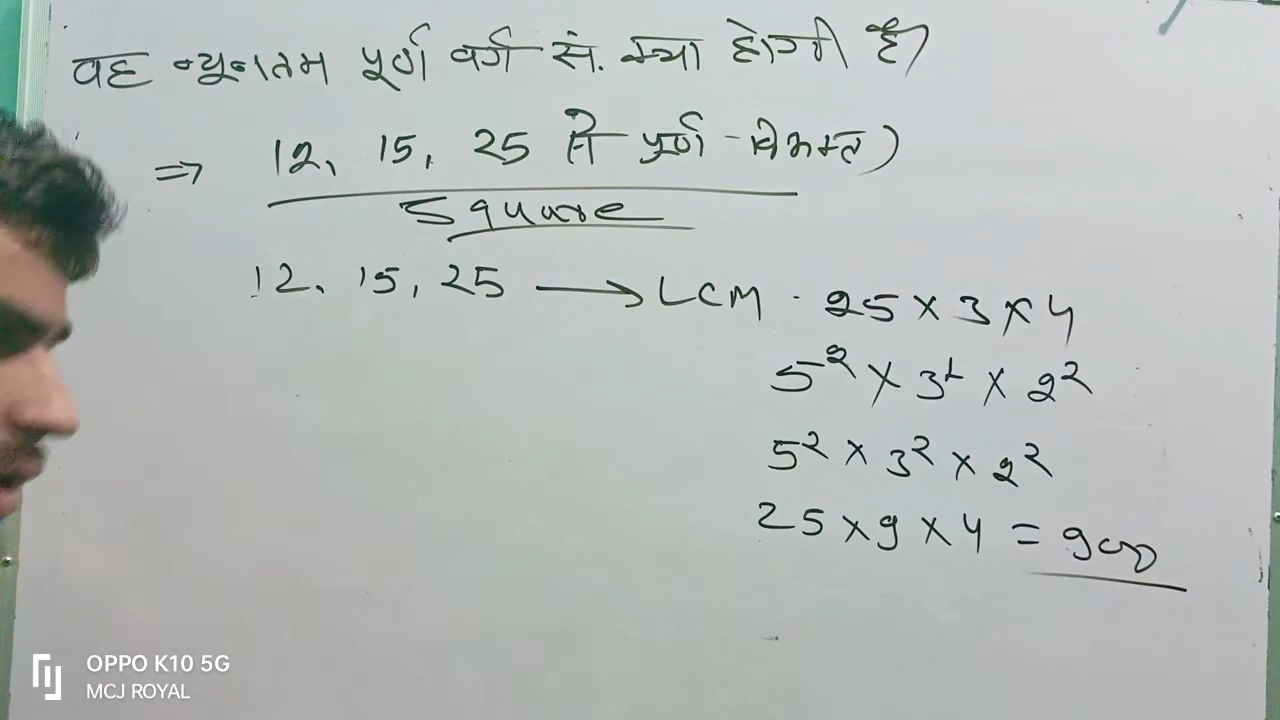 वह न्यूनतम पूर्ण वर्ग सं. क्या होगी है
⇒ 12, 15, 25 से पूर्ण - विभक्त)
Square
12, 15, 25 → LCM . 25 × 3 × 4
5² × 3¹ × 2²
5² × 3² × 2²
25 × 9 × 4 = 900
OPPO K10 5G
MCJ ROYAL